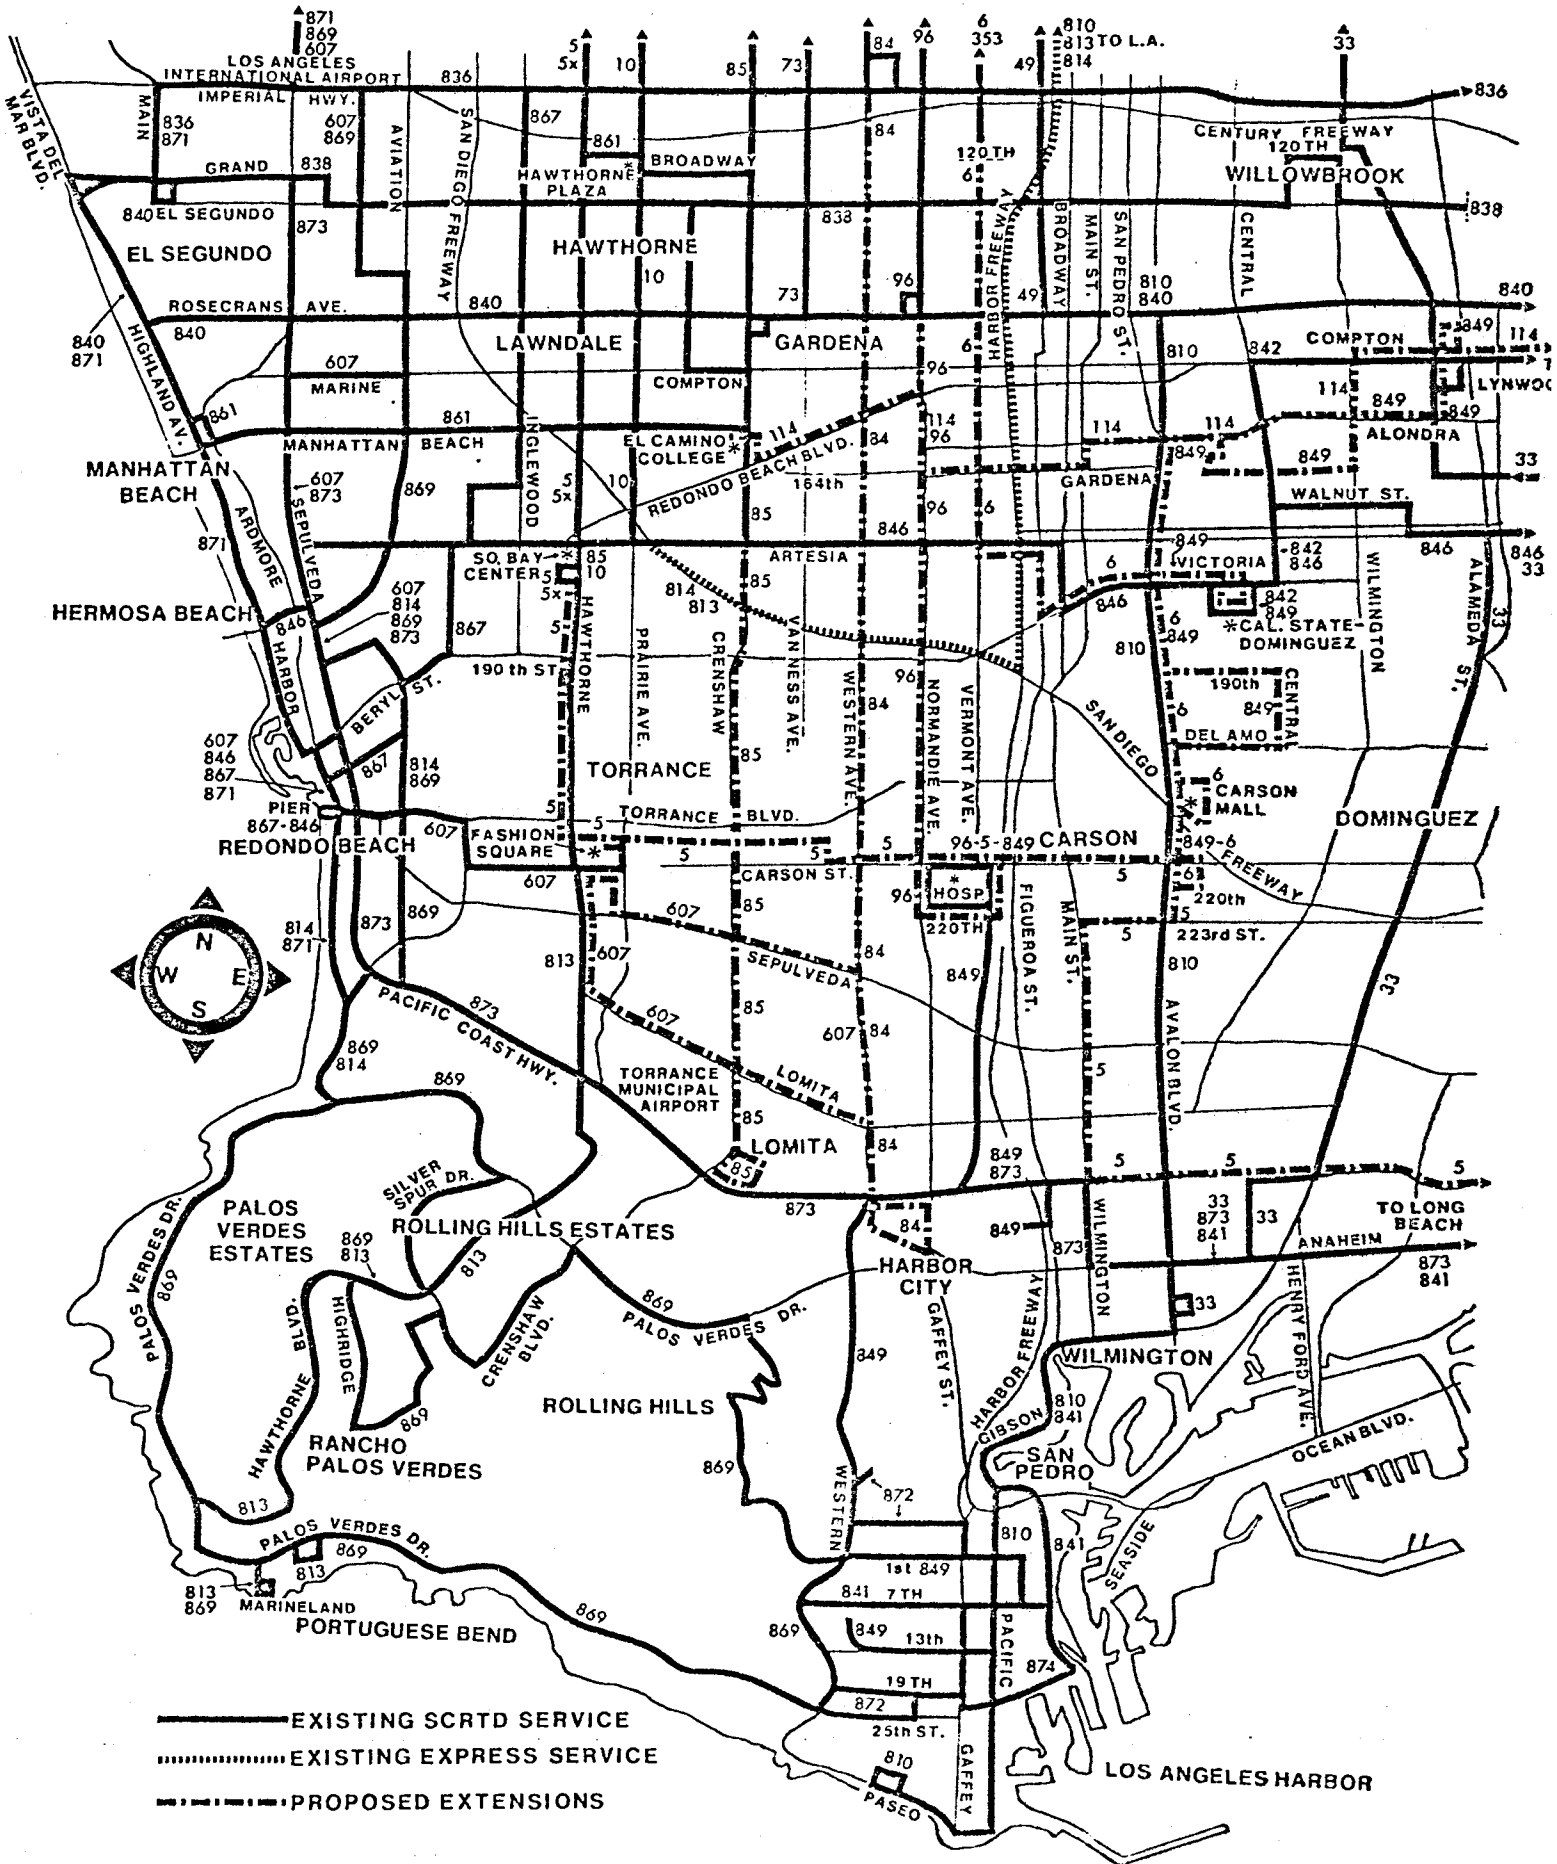 871
869
607
LOS ANGELES
INTERNATIONAL AIRPORT
836
5
5x
10
85
73
84
96
6
353
49
810
813 TO L.A.
814
33
836
VISTA DEL
MAR BLVD.
MAIN
IMPERIAL HWY.
836
871
607
869
AVIATION
SAN DIEGO FREEWAY
867
861
BROADWAY
HAWTHORNE
PLAZA
84
120TH
6
CENTURY FREEWAY
120TH
WILLOWBROOK
GRAND
838
840 EL SEGUNDO
873
838
838
EL SEGUNDO
HAWTHORNE
10
HARBOR FREEWAY
BROADWAY
MAIN ST.
SAN PEDRO ST.
CENTRAL
810
840
840
ROSECRANS AVE.
840
840
73
96
49
840
871
HIGHLAND AV.
LAWNDALE
GARDENA
6
810
842
COMPTON
849
114
607
MARINE
COMPTON
96
114
849
849
ALONDRA
861
861
MANHATTAN BEACH
INGLEWOOD
EL CAMINO
COLLEGE
114
REDONDO BEACH BLVD.
84
114
96
114
114
849
849
GARDENA
33
MANHATTAN
BEACH
607
873
SEPULVEDA
869
5
5x
10
164th
85
96
6
WALNUT ST.
871
ARDMORE
SO. BAY
CENTER
85
10
5
5x
846
ARTESIA
849
VICTORIA
842
846
846
846
33
HERMOSA BEACH
846
607
814
869
873
867
5
HAWTHORNE
814
813
85
6
846
6
849
842
849
CAL. STATE-
DOMINGUEZ
WILMINGTON
ALAMEDA ST.
33
HARBOR
BERYL ST.
190th ST.
PRAIRIE AVE.
CRENSHAW
VAN NESS AVE.
WESTERN AVE.
84
96
NORMANDIE AVE.
VERMONT AVE.
810
SAN DIEGO
190th
6
849
CENTRAL
DEL AMO
607
846
867
871
867
814
869
TORRANCE
85
6
CARSON
MALL
DOMINGUEZ
PIER
867-846
REDONDO BEACH
607
FASHION
SQUARE
5
5
TORRANCE BLVD.
5
5
5
96-5-849
CARSON
849-6
FREEWAY
607
CARSON ST.
HOSP
96
5
6
220th
5
814
871
873
869
607
85
220TH
FIGUEROA ST.
MAIN ST.
5
223rd ST.
N
W
E
S
813
607
SEPULVEDA
84
849
810
33
PACIFIC COAST HWY.
873
607
85
607
84
869
814
869
TORRANCE
MUNICIPAL
AIRPORT
LOMITA
85
5
AVALON BLVD.
LOMITA
85
84
849
873
5
5
5
SILVER
SPUR DR.
PALOS VERDES DR.
PALOS
VERDES
ESTATES
ROLLING HILLS ESTATES
873
84
849
873
WILMINGTON
33
873
841
33
TO LONG
BEACH
ANAHEIM
873
841
869
813
813
869
HAWTHORNE
BLVD.
HIGHRIDGE
CRENSHAW
BLVD.
869
PALOS VERDES DR.
HARBOR
CITY
GAFFEY ST.
HARBOR FREEWAY
33
HENRY FORD AVE.
849
WILMINGTON
869
ROLLING HILLS
GIBSON
810
841
RANCHO
PALOS VERDES
SAN
PEDRO
OCEAN BLVD.
869
WESTERN
872
813
PALOS VERDES DR.
869
813
810
841
SEASIDE
813
869
MARINELAND
PORTUGUESE BEND
869
1st 849
841
7TH
869
849
13th
PACIFIC
874
19TH
872
25th ST.
810
PASEO
GAFFEY
LOS ANGELES HARBOR
EXISTING SCRTD SERVICE
EXISTING EXPRESS SERVICE
PROPOSED EXTENSIONS